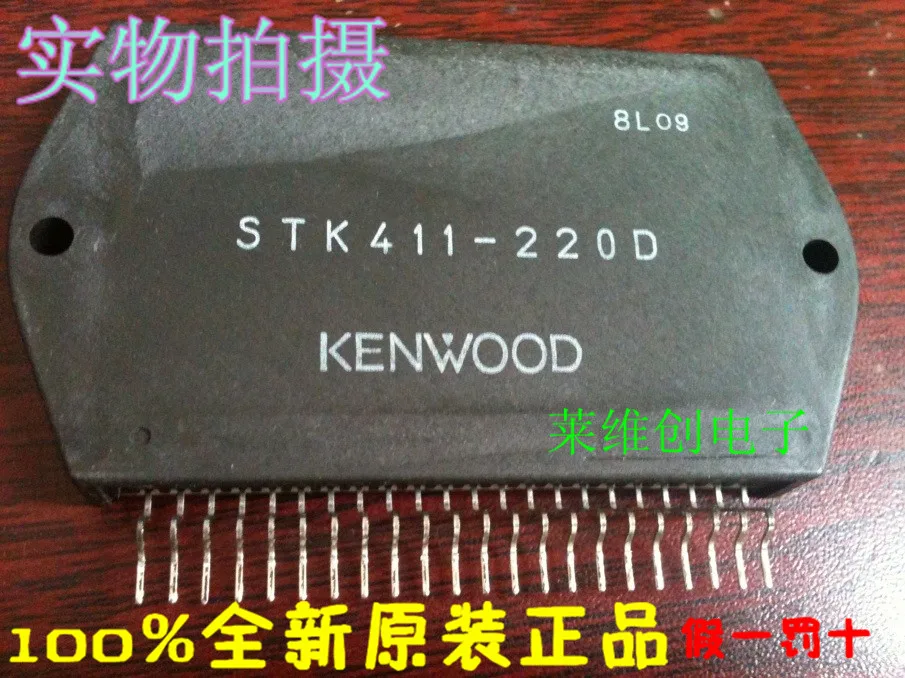 实物拍摄
8L09
STK411-220D
KENWOOD
莱维创电子
100%全新原装正品 假一罚十